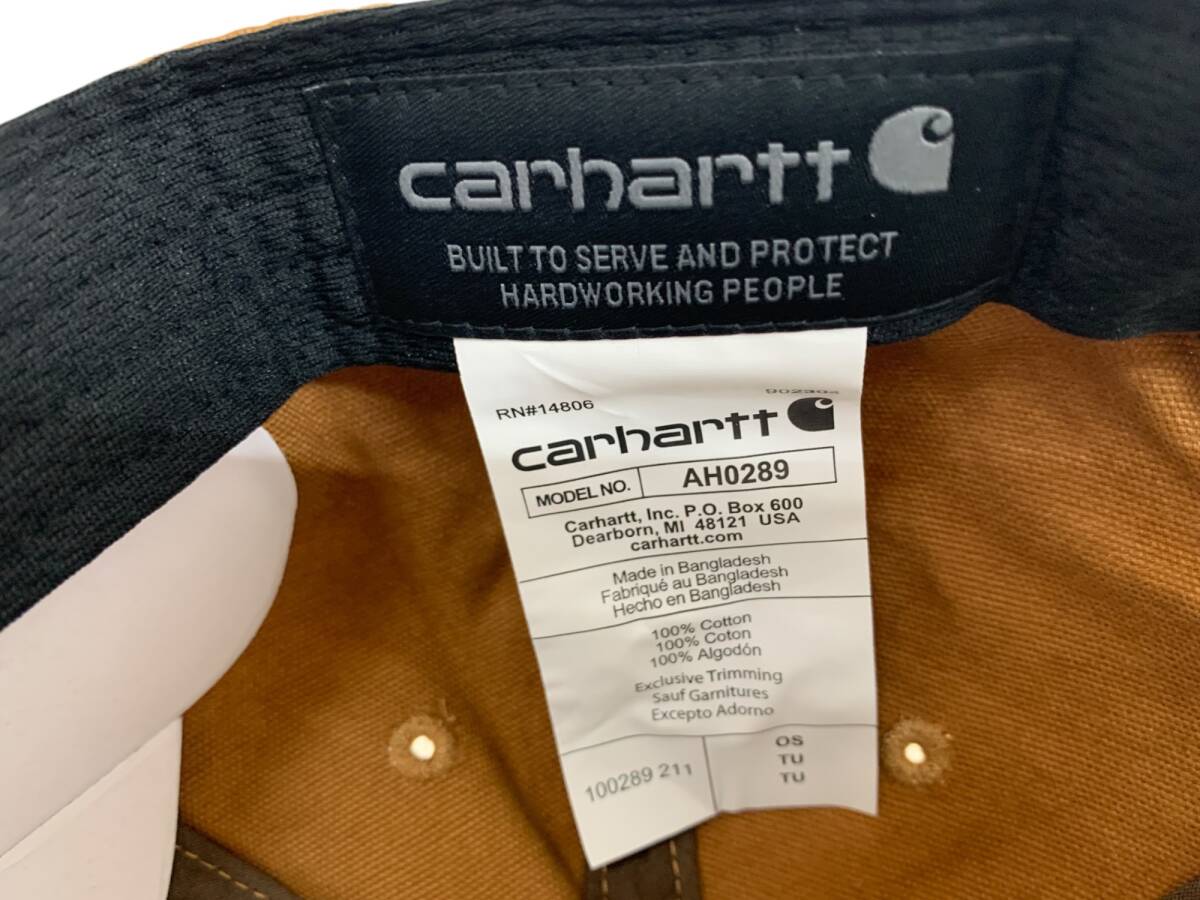 carhartt
BUILT TO SERVE AND PROTECT
HARDWORKING PEOPLE
RN#14806
carhartt
MODEL NO. AH0289
Carhartt, Inc. P.O. Box 600
Dearborn, MI 48121 USA
carhartt.com
Made in Bangladesh
Fabriqué au Bangladesh
Hecho en Bangladesh
100% Cotton
100% Coton
100% Algodón
Exclusive Trimming
Sauf Garnitures
Excepto Adorno
100289 211
OS
TU
TU